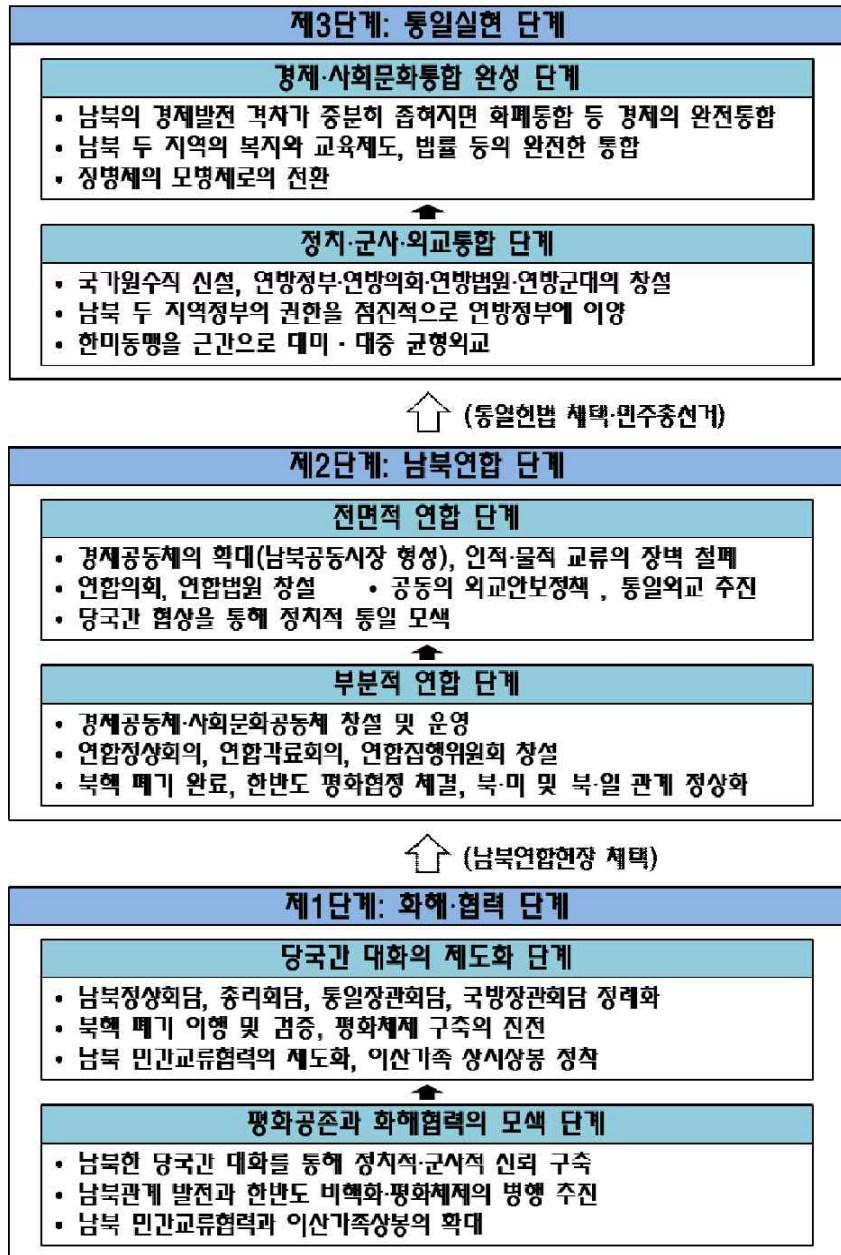 제3단계: 통일실현 단계
경제·사회문화통합 완성 단계
• 남북의 경제발전 격차가 충분히 좁혀지면 화폐통합 등 경제의 완전통합
• 남북 두 지역의 복지와 교육제도, 법률 등의 완전한 통합
• 징병제의 모병제로의 전환
정치·군사·외교통합 단계
• 국가원수직 신설, 연방정부·연방의회·연방법원·연방군대의 창설
• 남북 두 지역정부의 권한을 점진적으로 연방정부에 이양
• 한미동맹을 근간으로 대미·대중 균형외교
(통일헌법 채택·민주총선거)
제2단계: 남북연합 단계
전면적 연합 단계
• 경제공동체의 확대(남북공동시장 형성), 인적·물적 교류의 장벽 철폐
• 연합의회, 연합법원 창설 • 공동의 외교안보정책 , 통일외교 추진
• 당국간 협상을 통해 정치적 통일 모색
부분적 연합 단계
• 경제공동체·사회문화공동체 창설 및 운영
• 연합정상회의, 연합각료회의, 연합집행위원회 창설
• 북핵 폐기 완료, 한반도 평화협정 체결, 북·미 및 북·일 관계 정상화
(남북연합헌장 채택)
제1단계: 화해·협력 단계
당국간 대화의 제도화 단계
• 남북정상회담, 총리회담, 통일장관회담, 국방장관회담 정례화
• 북핵 폐기 이행 및 검증, 평화체제 구축의 진전
• 남북 민간교류협력의 제도화, 이산가족 상시상봉 정착
평화공존과 화해협력의 모색 단계
• 남북한 당국간 대화를 통해 정치적·군사적 신뢰 구축
• 남북관계 발전과 한반도 비핵화·평화체제의 병행 추진
• 남북 민간교류협력과 이산가족상봉의 확대